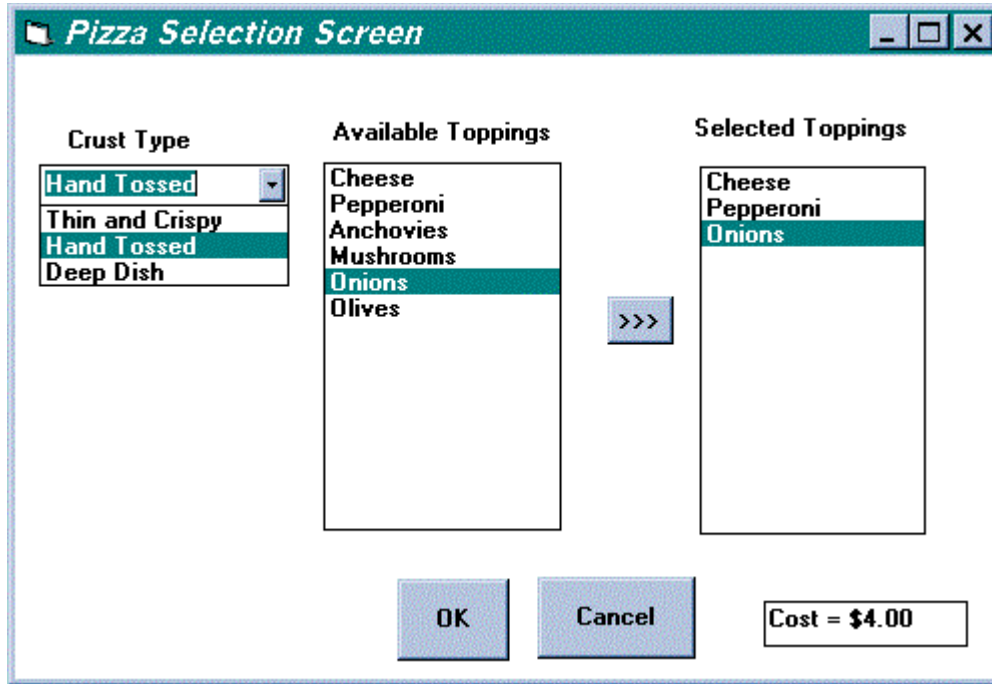 Pizza Selection Screen
Crust Type
Hand Tossed
Thin and Crispy
Hand Tossed
Deep Dish
Available Toppings
Cheese
Pepperoni
Anchovies
Mushrooms
Onions
Olives
>>>
Selected Toppings
Cheese
Pepperoni
Onions
OK
Cancel
Cost = $4.00